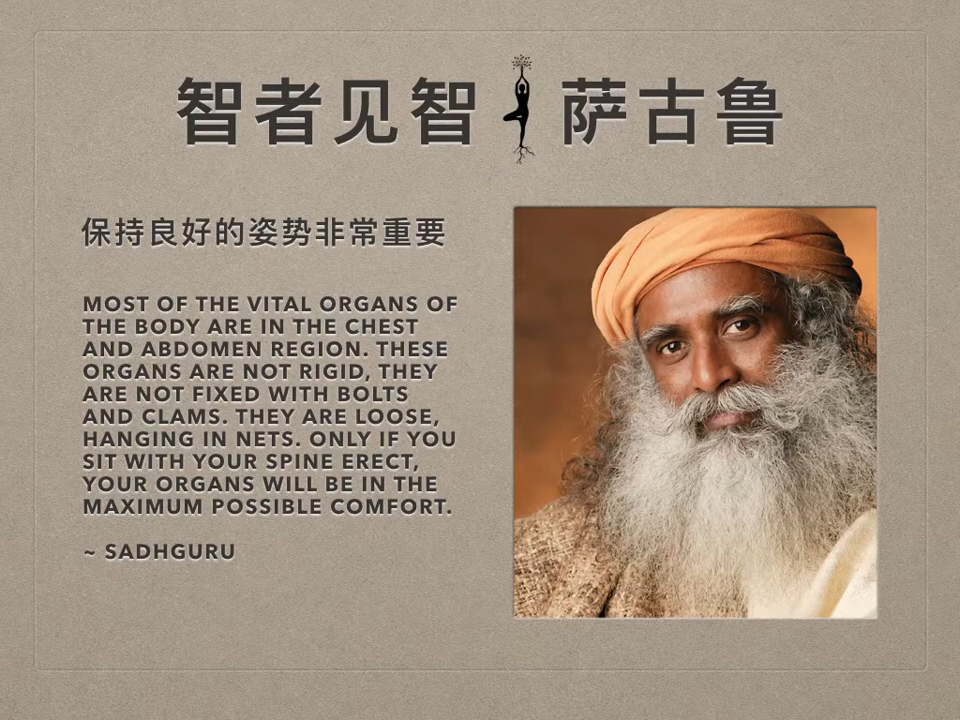 智者见智 萨古鲁
保持良好的姿势非常重要
MOST OF THE VITAL ORGANS OF
THE BODY ARE IN THE CHEST
AND ABDOMEN REGION. THESE
ORGANS ARE NOT RIGID, THEY
ARE NOT FIXED WITH BOLTS
AND CLAMS. THEY ARE LOOSE,
HANGING IN NETS. ONLY IF YOU
SIT WITH YOUR SPINE ERECT,
YOUR ORGANS WILL BE IN THE
MAXIMUM POSSIBLE COMFORT.
~ SADHGURU